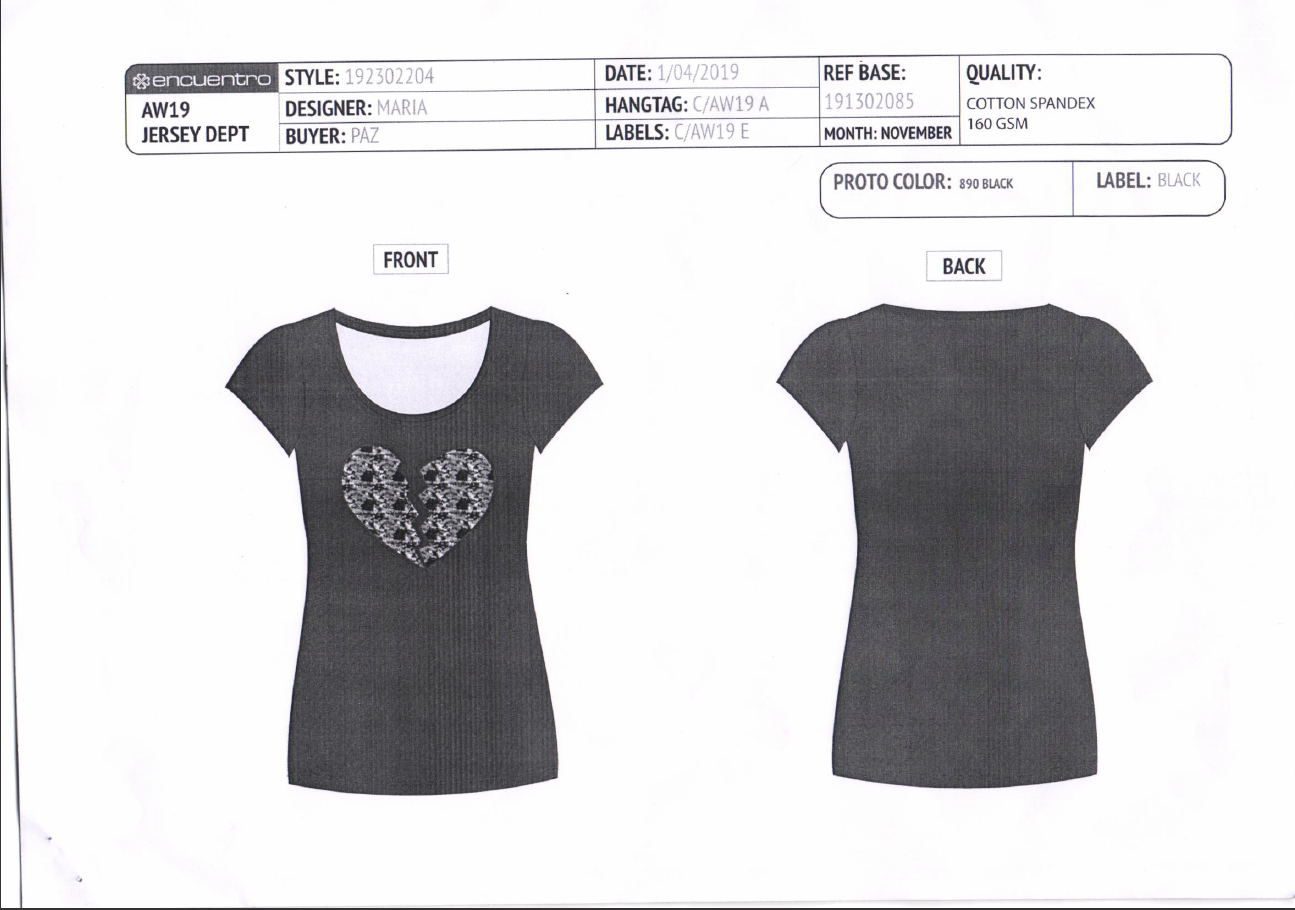 encuentro
AW19
JERSEY DEPT
STYLE: 192302204
DESIGNER: MARIA
BUYER: PAZ
DATE: 1/04/2019
HANGTAG: C/AW19 A
LABELS: C/AW19 E
REF BASE:
191302085
MONTH: NOVEMBER
QUALITY:
COTTON SPANDEX
160 GSM
PROTO COLOR: 890 BLACK
LABEL: BLACK
FRONT
BACK